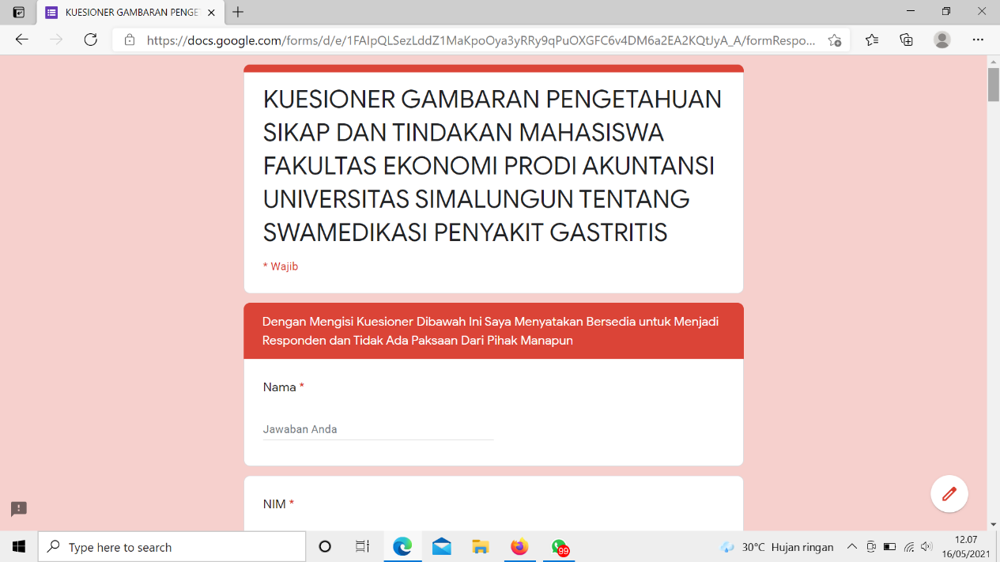 KUESIONER GAMBARAN PENGET
https://docs.google.com/forms/d/e/1FAIpQLSezLddZ1MaKpoOya3yRRy9qPuOXGFC6v4DM6a2EA2KQtJyA_A/formRespo...
KUESIONER GAMBARAN PENGETAHUAN
SIKAP DAN TINDAKAN MAHASISWA
FAKULTAS EKONOMI PRODI AKUNTANSI
UNIVERSITAS SIMALUNGUN TENTANG
SWAMEDIKASI PENYAKIT GASTRITIS
* Wajib
Dengan Mengisi Kuesioner Dibawah Ini Saya Menyatakan Bersedia untuk Menjadi
Responden dan Tidak Ada Paksaan Dari Pihak Manapun
Nama *
Jawaban Anda
NIM *
Type here to search
99
30°C Hujan ringan
12.07
16/05/2021